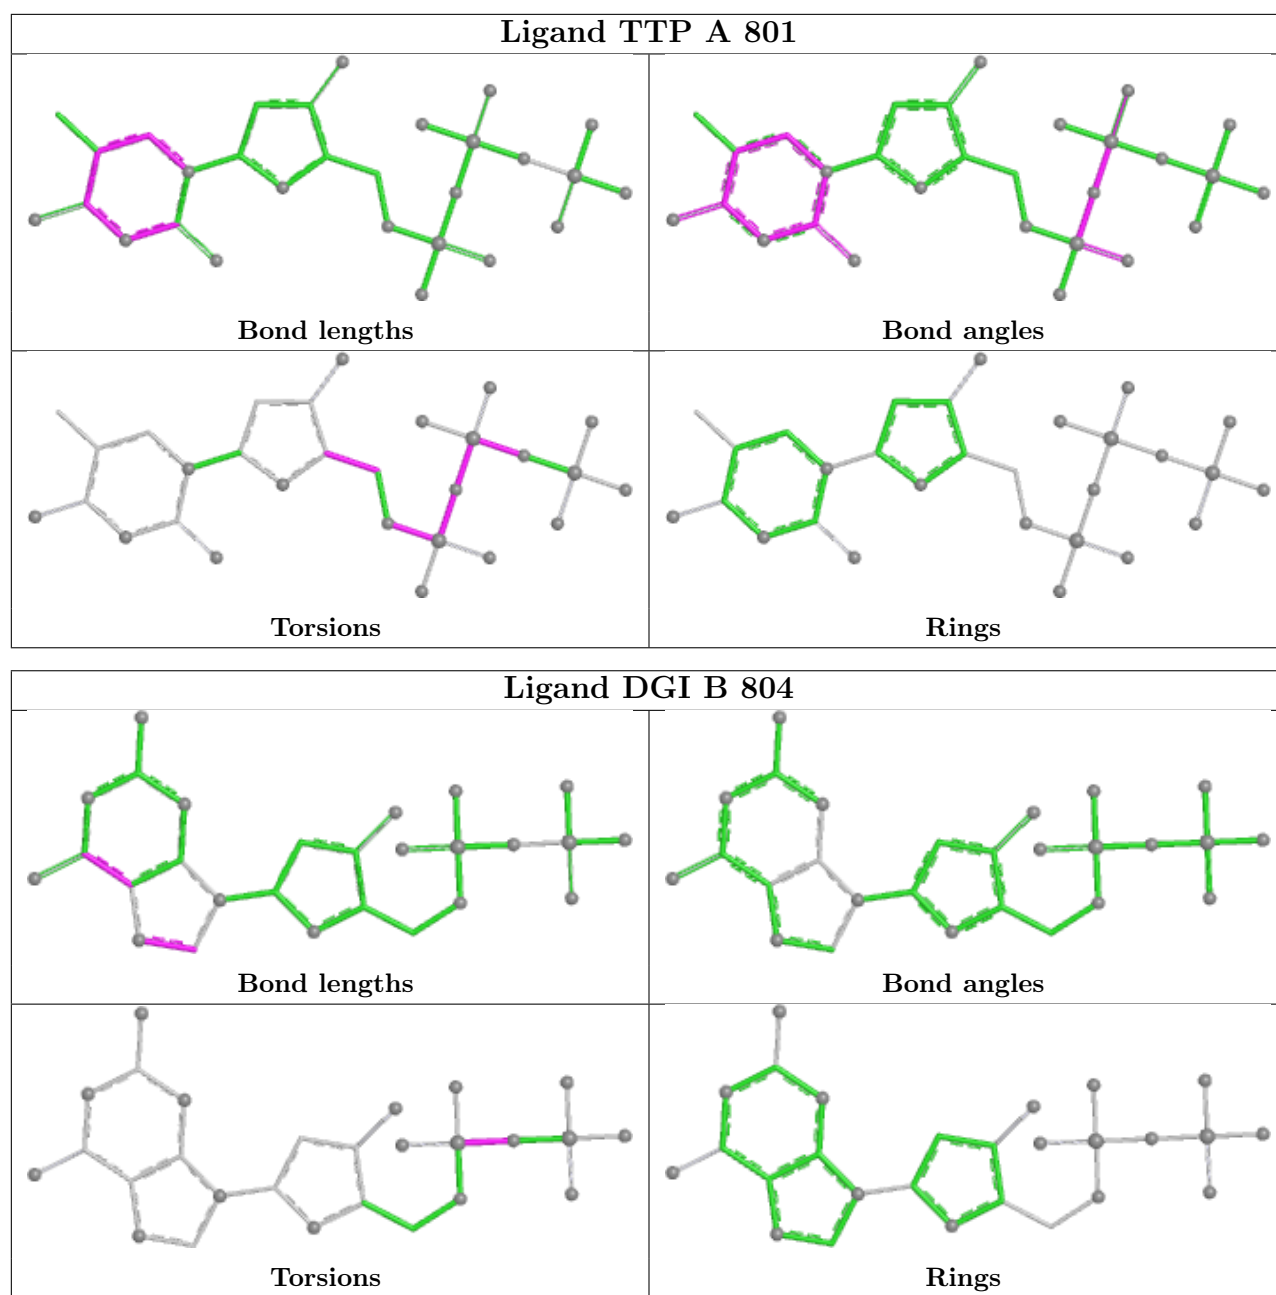 Ligand TTP A 801
Bond lengths
Bond angles
Torsions
Rings
Ligand DGI B 804
Bond lengths
Bond angles
Torsions
Rings